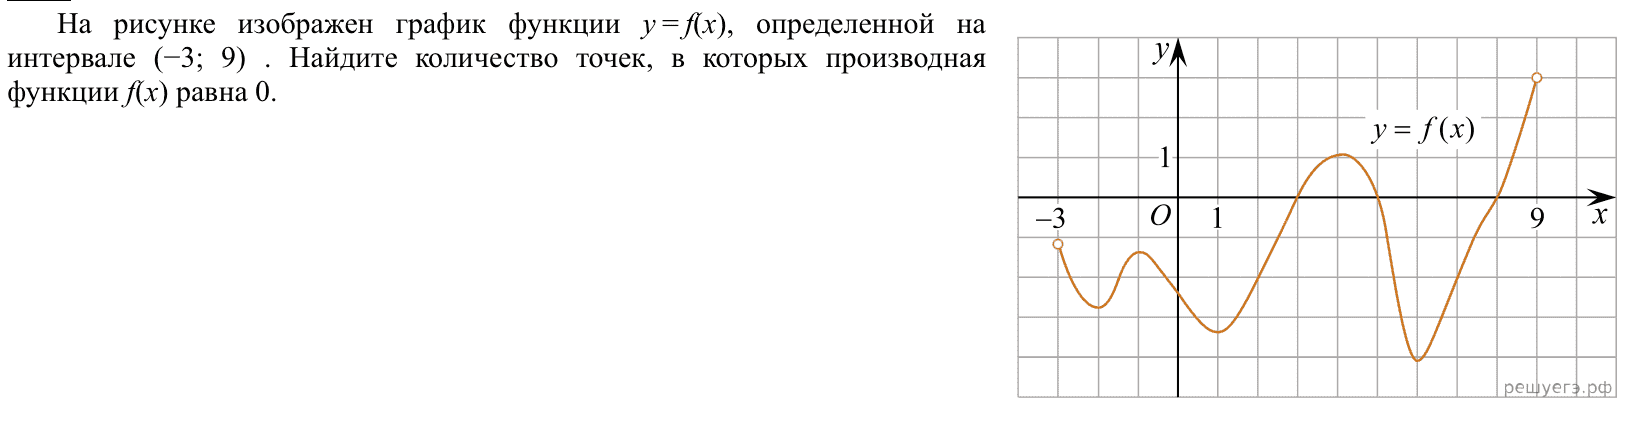 На рисунке изображен график функции y = f(x), определенной на
интервале (−3; 9) . Найдите количество точек, в которых производная
функции f(x) равна 0.
y
y = f (x)
1
−3
O
1
9
x
решуегэ.рф